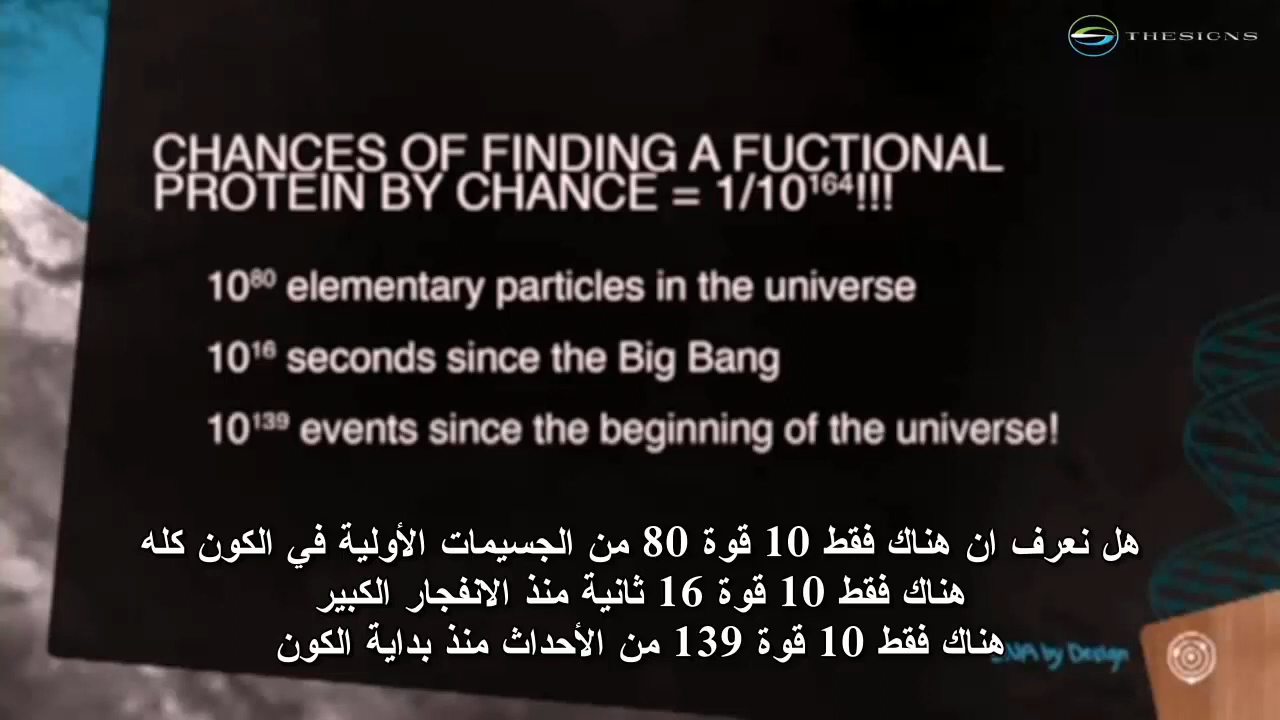 THESIGNS
CHANCES OF FINDING A FUCTIONAL
PROTEIN BY CHANCE = 1/10¹⁶⁴!!!
10⁸⁰ elementary particles in the universe
10¹⁶ seconds since the Big Bang
10¹³⁹ events since the beginning of the universe!
هل نعرف ان هناك فقط 10 قوة 80 من الجسيمات الأولية في الكون كله
هناك فقط 10 قوة 16 ثانية منذ الانفجار الكبير
هناك فقط 10 قوة 139 من الأحداث منذ بداية الكون
by Design